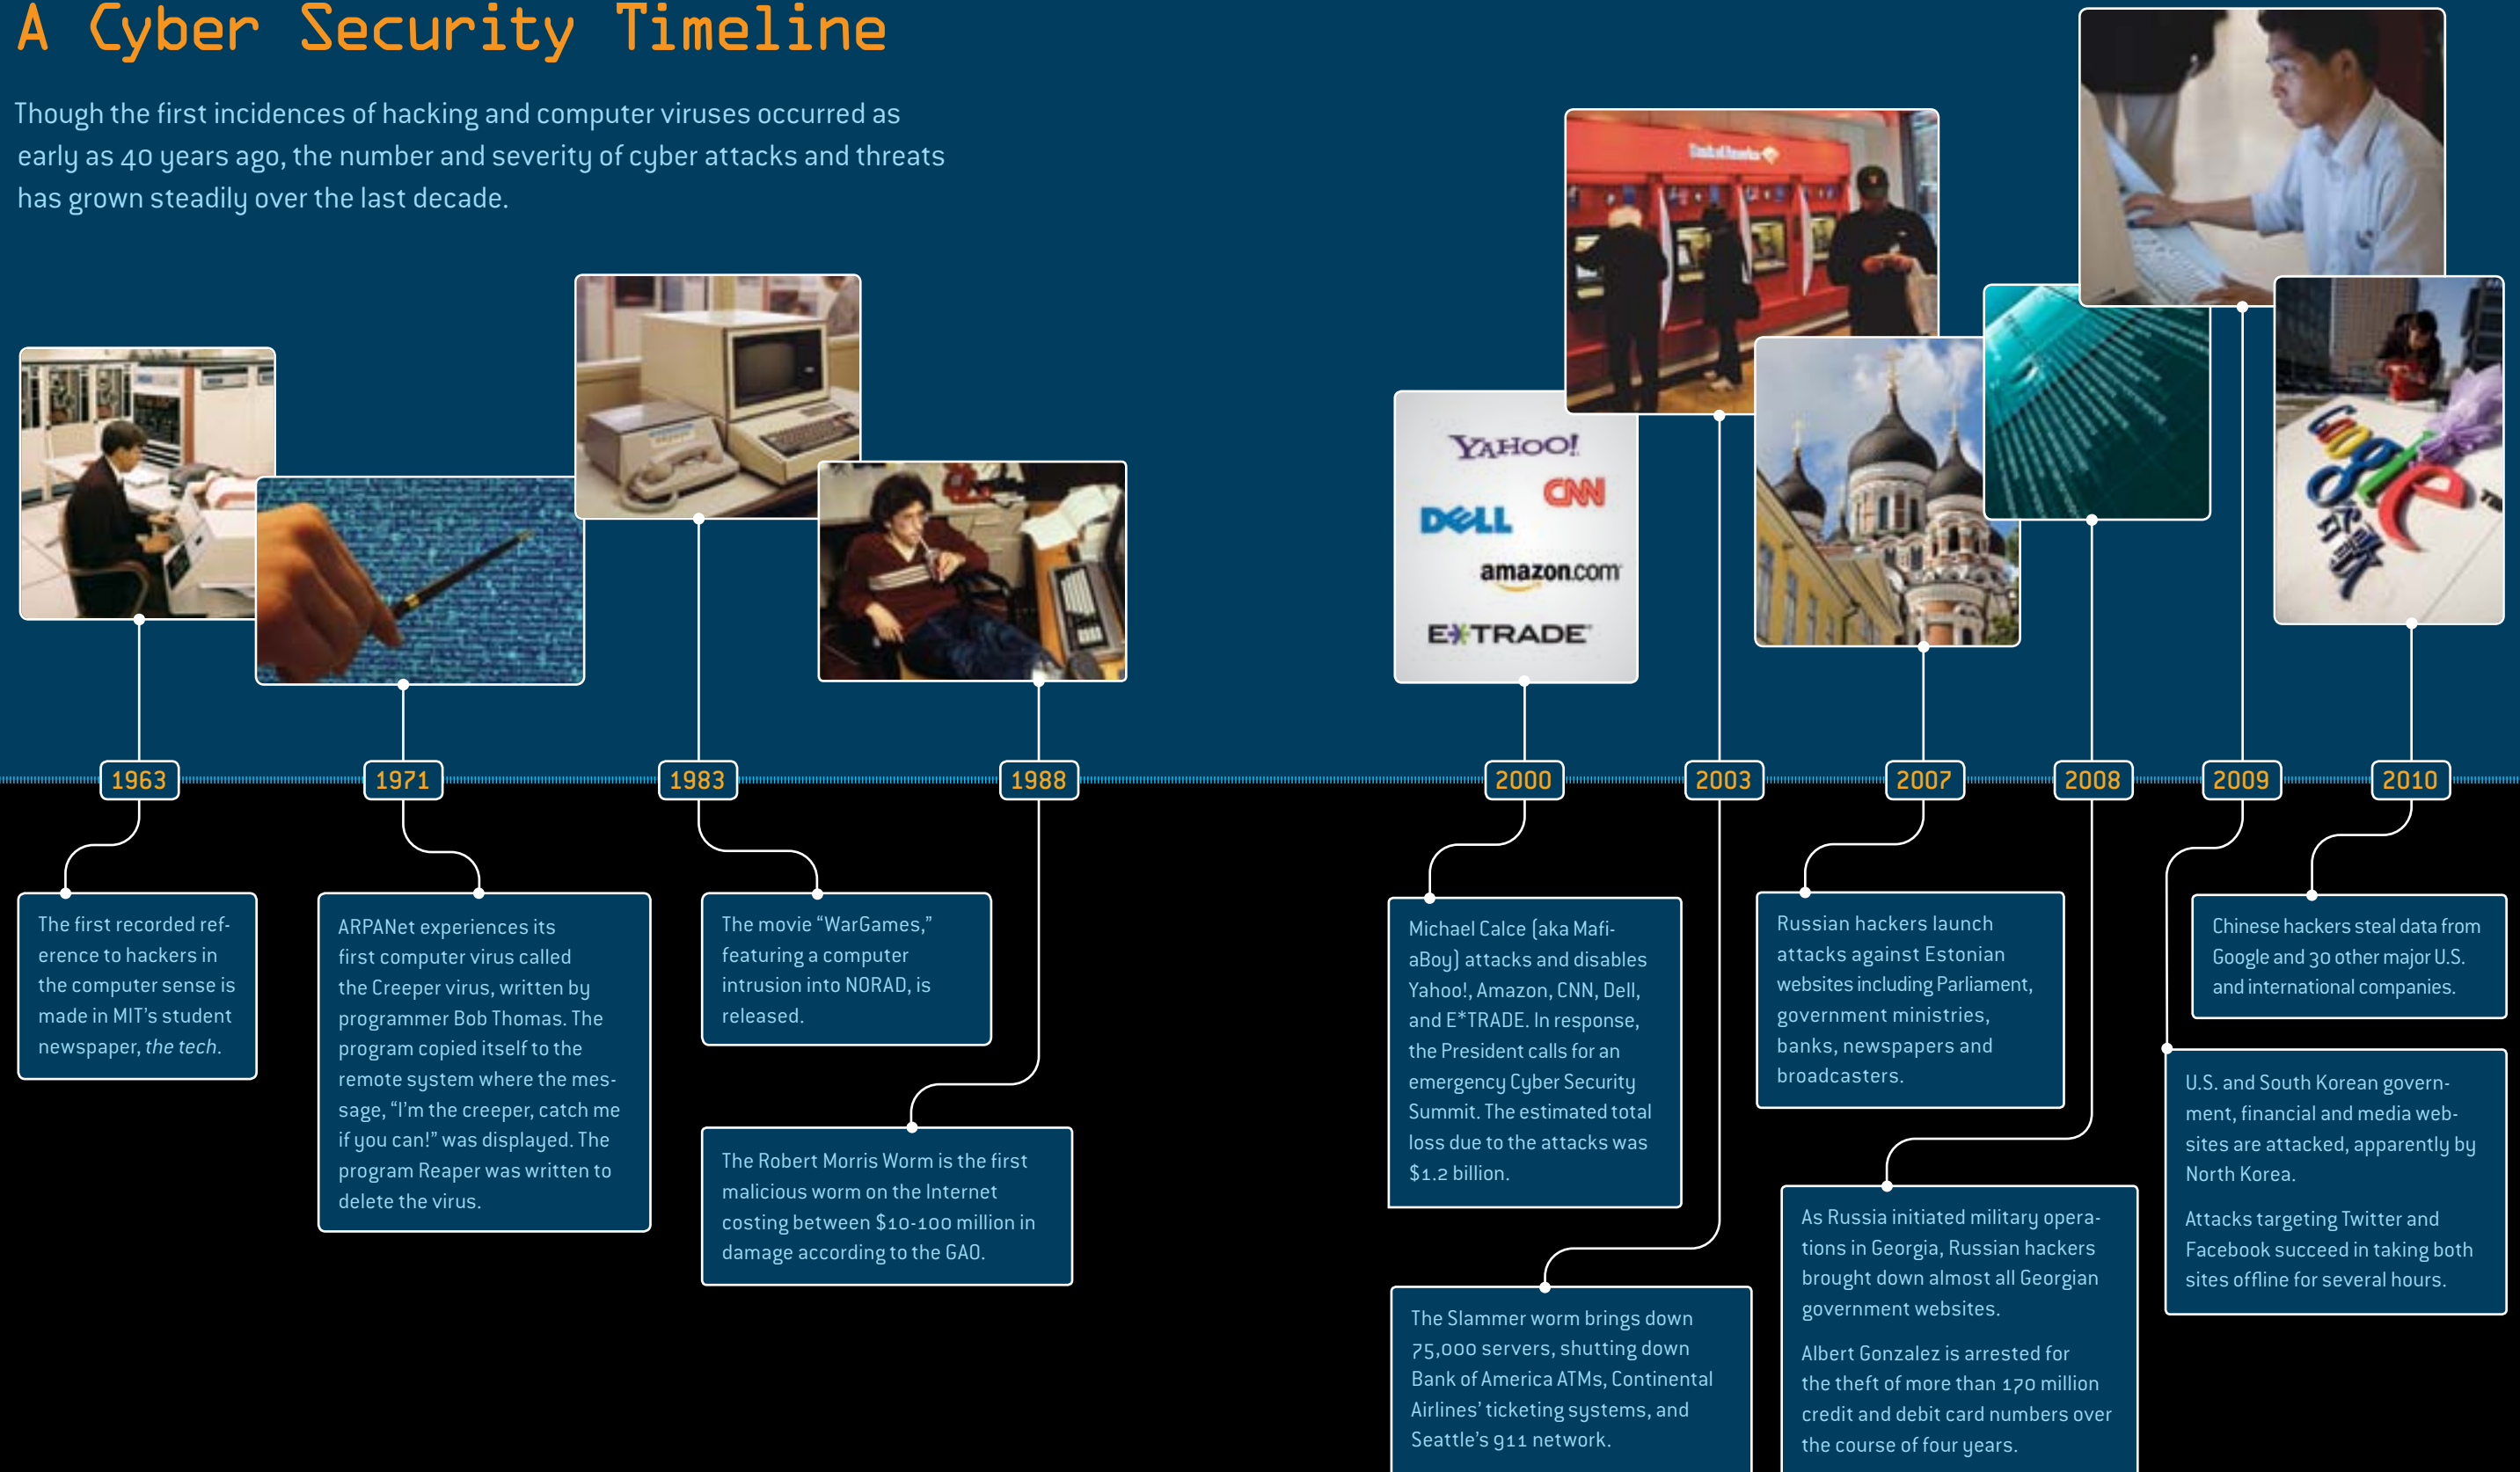 A Cyber Security Timeline
Though the first incidences of hacking and computer viruses occurred as
early as 40 years ago, the number and severity of cyber attacks and threats
has grown steadily over the last decade.
Bank of America
YAHOO!
CNN
DELL
amazon.com
E*TRADE
Google
1963
1971
1983
1988
2000
2003
2007
2008
2009
2010
The first recorded ref-
erence to hackers in
the computer sense is
made in MIT's student
newspaper, the tech.
ARPANet experiences its
first computer virus called
the Creeper virus, written by
programmer Bob Thomas. The
program copied itself to the
remote system where the mes-
sage, “I'm the creeper, catch me
if you can!” was displayed. The
program Reaper was written to
delete the virus.
The movie “WarGames,”
featuring a computer
intrusion into NORAD, is
released.
The Robert Morris Worm is the first
malicious worm on the Internet
costing between $10-100 million in
damage according to the GAO.
Michael Calce (aka Mafi-
aBoy) attacks and disables
Yahoo!, Amazon, CNN, Dell,
and E*TRADE. In response,
the President calls for an
emergency Cyber Security
Summit. The estimated total
loss due to the attacks was
$1.2 billion.
The Slammer worm brings down
75,000 servers, shutting down
Bank of America ATMs, Continental
Airlines’ ticketing systems, and
Seattle's 911 network.
Russian hackers launch
attacks against Estonian
websites including Parliament,
government ministries,
banks, newspapers and
broadcasters.
As Russia initiated military opera-
tions in Georgia, Russian hackers
brought down almost all Georgian
government websites.
Albert Gonzalez is arrested for
the theft of more than 170 million
credit and debit card numbers over
the course of four years.
U.S. and South Korean govern-
ment, financial and media web-
sites are attacked, apparently by
North Korea.
Attacks targeting Twitter and
Facebook succeed in taking both
sites offline for several hours.
Chinese hackers steal data from
Google and 30 other major U.S.
and international companies.